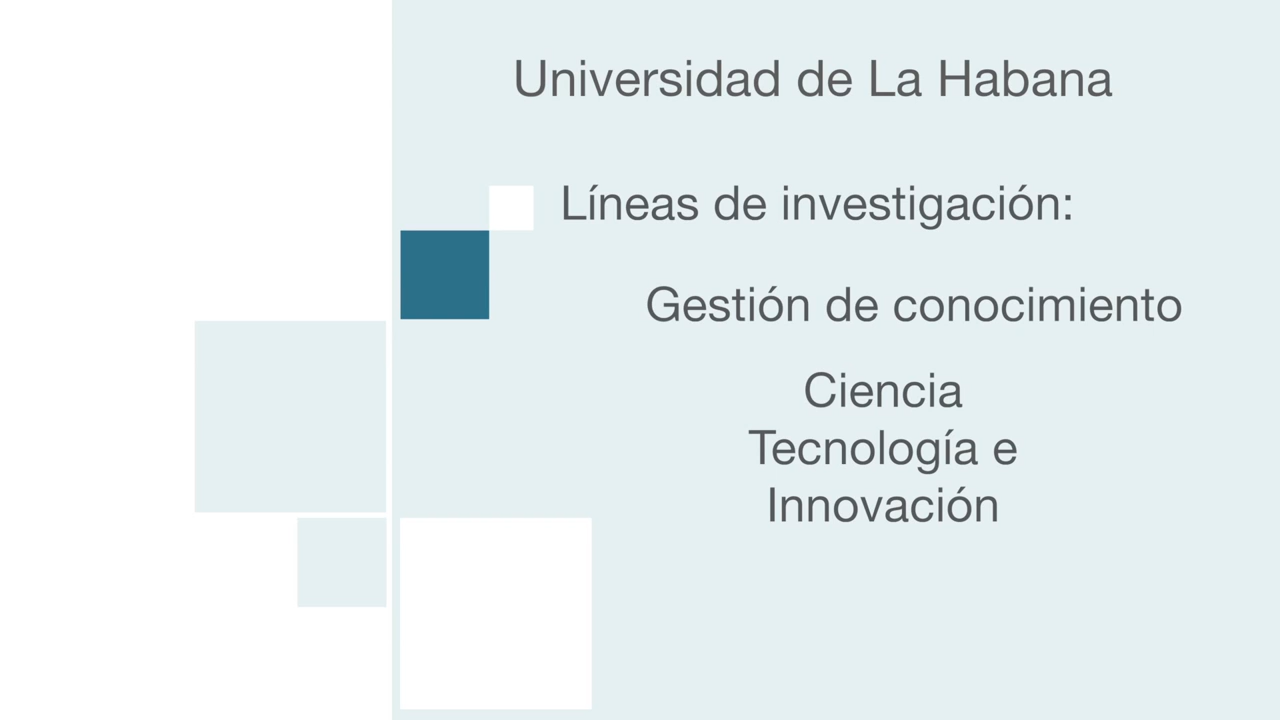 Universidad de La Habana
Líneas de investigación:
Gestión de conocimiento
Ciencia
Tecnología e
Innovación